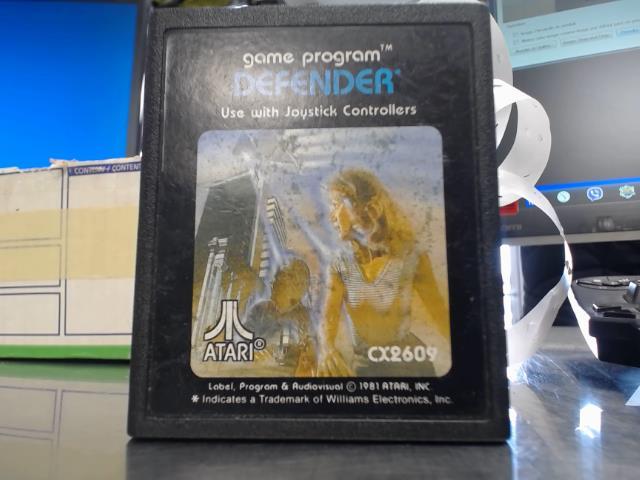 game program™
DEFENDER*
Use with Joystick Controllers
ATARI®
CX2609
Label, Program & Audiovisual © 1981 ATARI, INC.
* Indicates a Trademark of Williams Electronics, Inc.